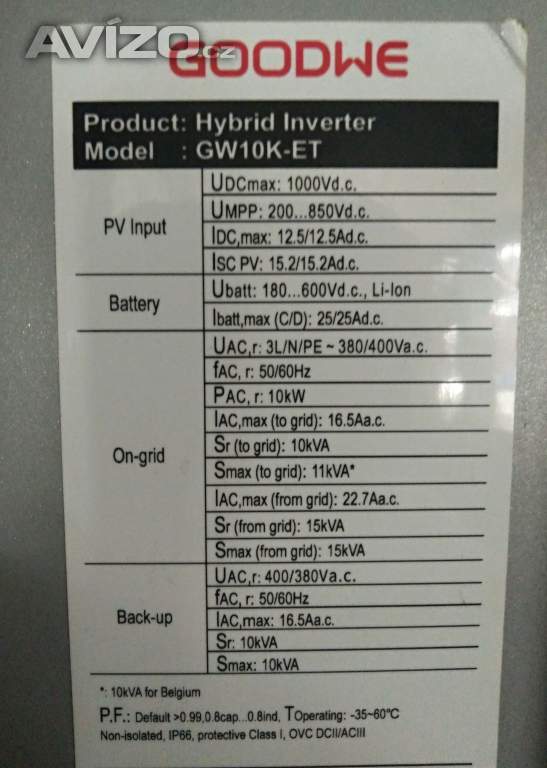 AVÍZO.cz
GOODWE
Product: Hybrid Inverter
Model : GW10K-ET
PV Input
UDCmax: 1000Vd.c.
UMPP: 200...850Vd.c.
IDC,max: 12.5/12.5Ad.c.
ISC PV: 15.2/15.2Ad.c.
Battery
Ubatt: 180...600Vd.c., Li-Ion
Ibatt,max (C/D): 25/25Ad.c.
On-grid
UAC,r: 3L/N/PE ~ 380/400Va.c.
fAC, r: 50/60Hz
PAC, r: 10kW
IAC,max (to grid): 16.5Aa.c.
Sr (to grid): 10kVA
Smax (to grid): 11kVA*
IAC,max (from grid): 22.7Aa.c.
Sr (from grid): 15kVA
Smax (from grid): 15kVA
Back-up
UAC,r: 400/380Va.c.
fAC, r: 50/60Hz
IAC,max: 16.5Aa.c.
Sr: 10kVA
Smax: 10kVA
*: 10kVA for Belgium
P.F.: Default >0.99,0.8cap...0.8ind, TOperating: -35~60℃
Non-isolated, IP66, protective Class I, OVC DCII/ACIII